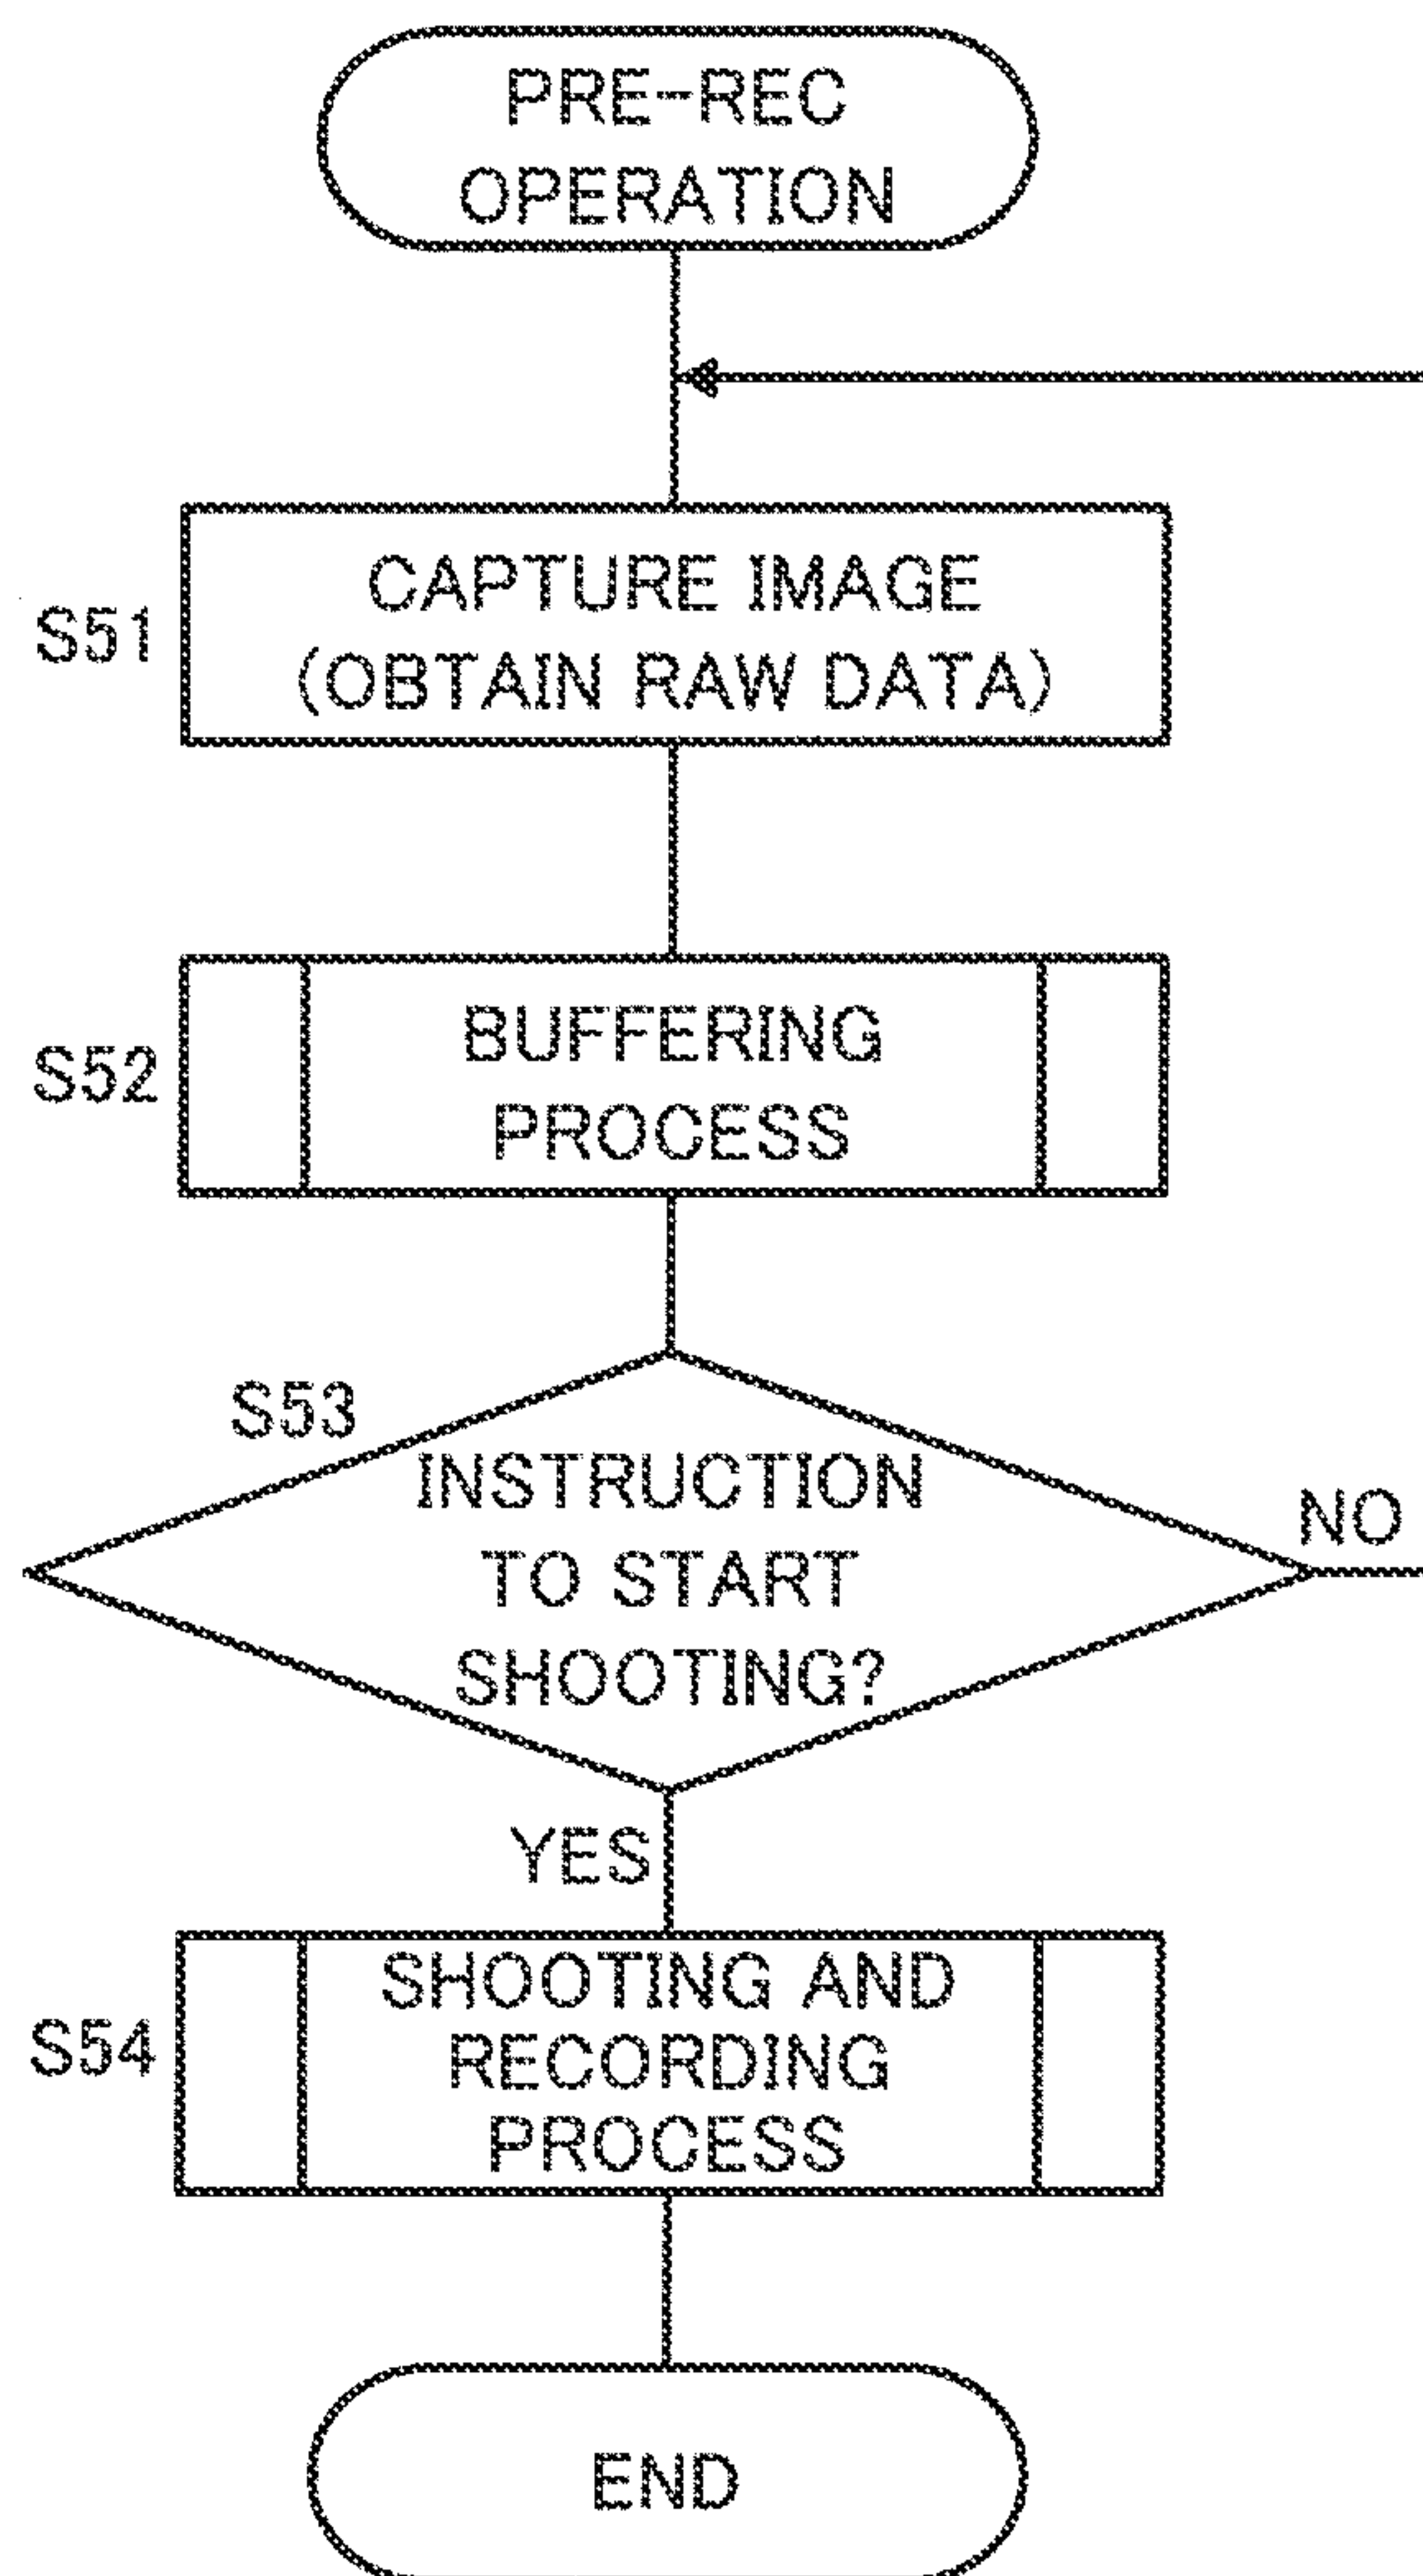 PRE-REC
OPERATION
S51
CAPTURE IMAGE
(OBTAIN RAW DATA)
S52
BUFFERING
PROCESS
S53
INSTRUCTION
TO START
SHOOTING?
NO
YES
S54
SHOOTING AND
RECORDING
PROCESS
END